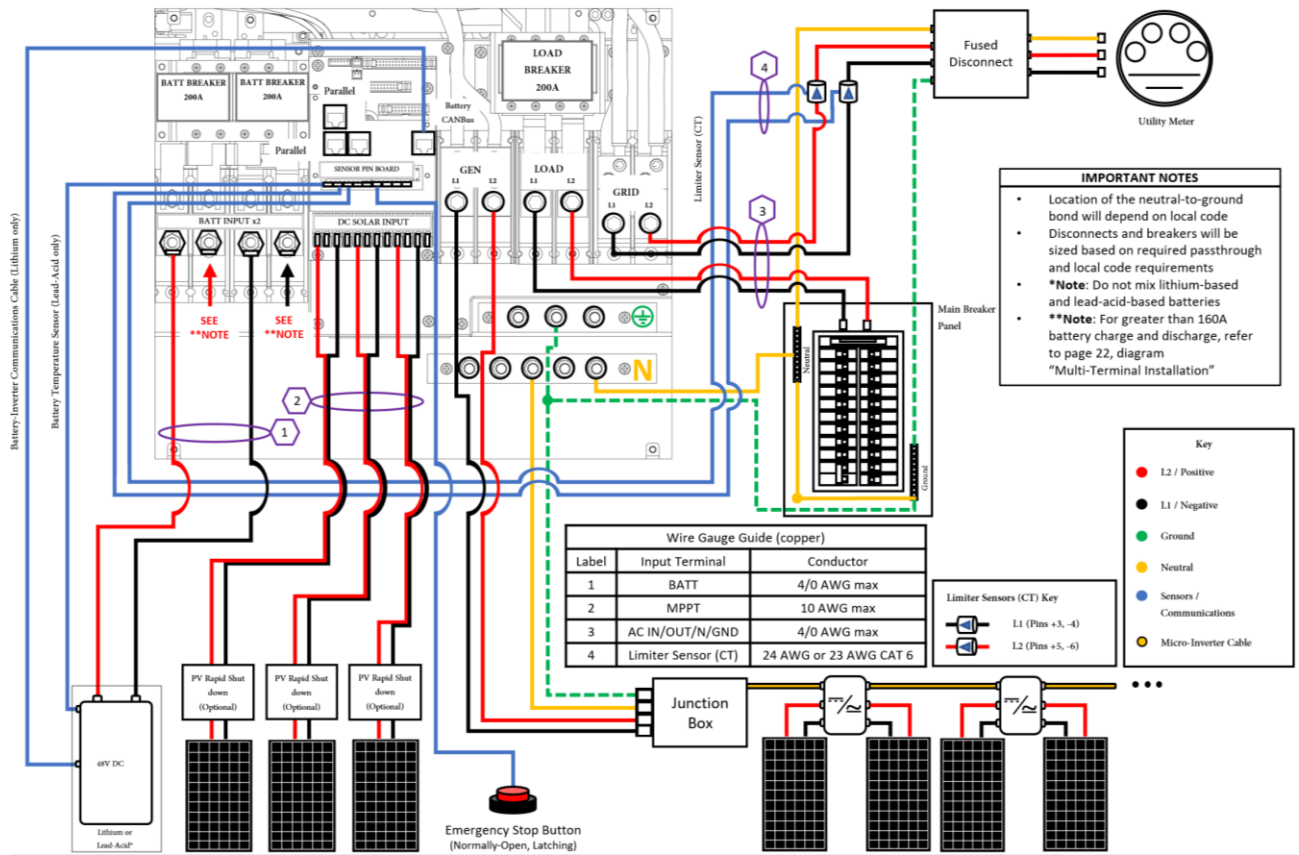 BATT BREAKER
200A
BATT BREAKER
200A
Parallel
Parallel
Battery
CANBus
LOAD
BREAKER
200A
SENSOR PIN BOARD
GEN
L1
L2
LOAD
L1
L2
GRID
L1
L2
BATT INPUT x2
DC SOLAR INPUT
SEE
**NOTE
SEE
**NOTE
N
1
2
3
4
Limiter Sensor (CT)
Battery-Inverter Communications Cable (Lithium only)
Battery Temperature Sensor (Lead-Acid only)
Fused
Disconnect
Utility Meter
IMPORTANT NOTES
• Location of the neutral-to-ground
bond will depend on local code
• Disconnects and breakers will be
sized based on required passthrough
and local code requirements
• *Note: Do not mix lithium-based
and lead-acid-based batteries
• **Note: For greater than 160A
battery charge and discharge, refer
to page 22, diagram
"Multi-Terminal Installation"
Main Breaker
Panel
Neutral
Ground
Key
L2 / Positive
L1 / Negative
Ground
Neutral
Sensors /
Communications
Micro-Inverter Cable
Wire Gauge Guide (copper)
Label Input Terminal Conductor
1 BATT 4/0 AWG max
2 MPPT 10 AWG max
3 AC IN/OUT/N/GND 4/0 AWG max
4 Limiter Sensor (CT) 24 AWG or 23 AWG CAT 6
Limiter Sensors (CT) Key
L1 (Pins +3, -4)
L2 (Pins +5, -6)
PV Rapid Shut
down
(Optional)
PV Rapid Shut
down
(Optional)
PV Rapid Shut
down
(Optional)
Junction
Box
48V DC
Lithium or
Lead-Acid*
Emergency Stop Button
(Normally-Open, Latching)